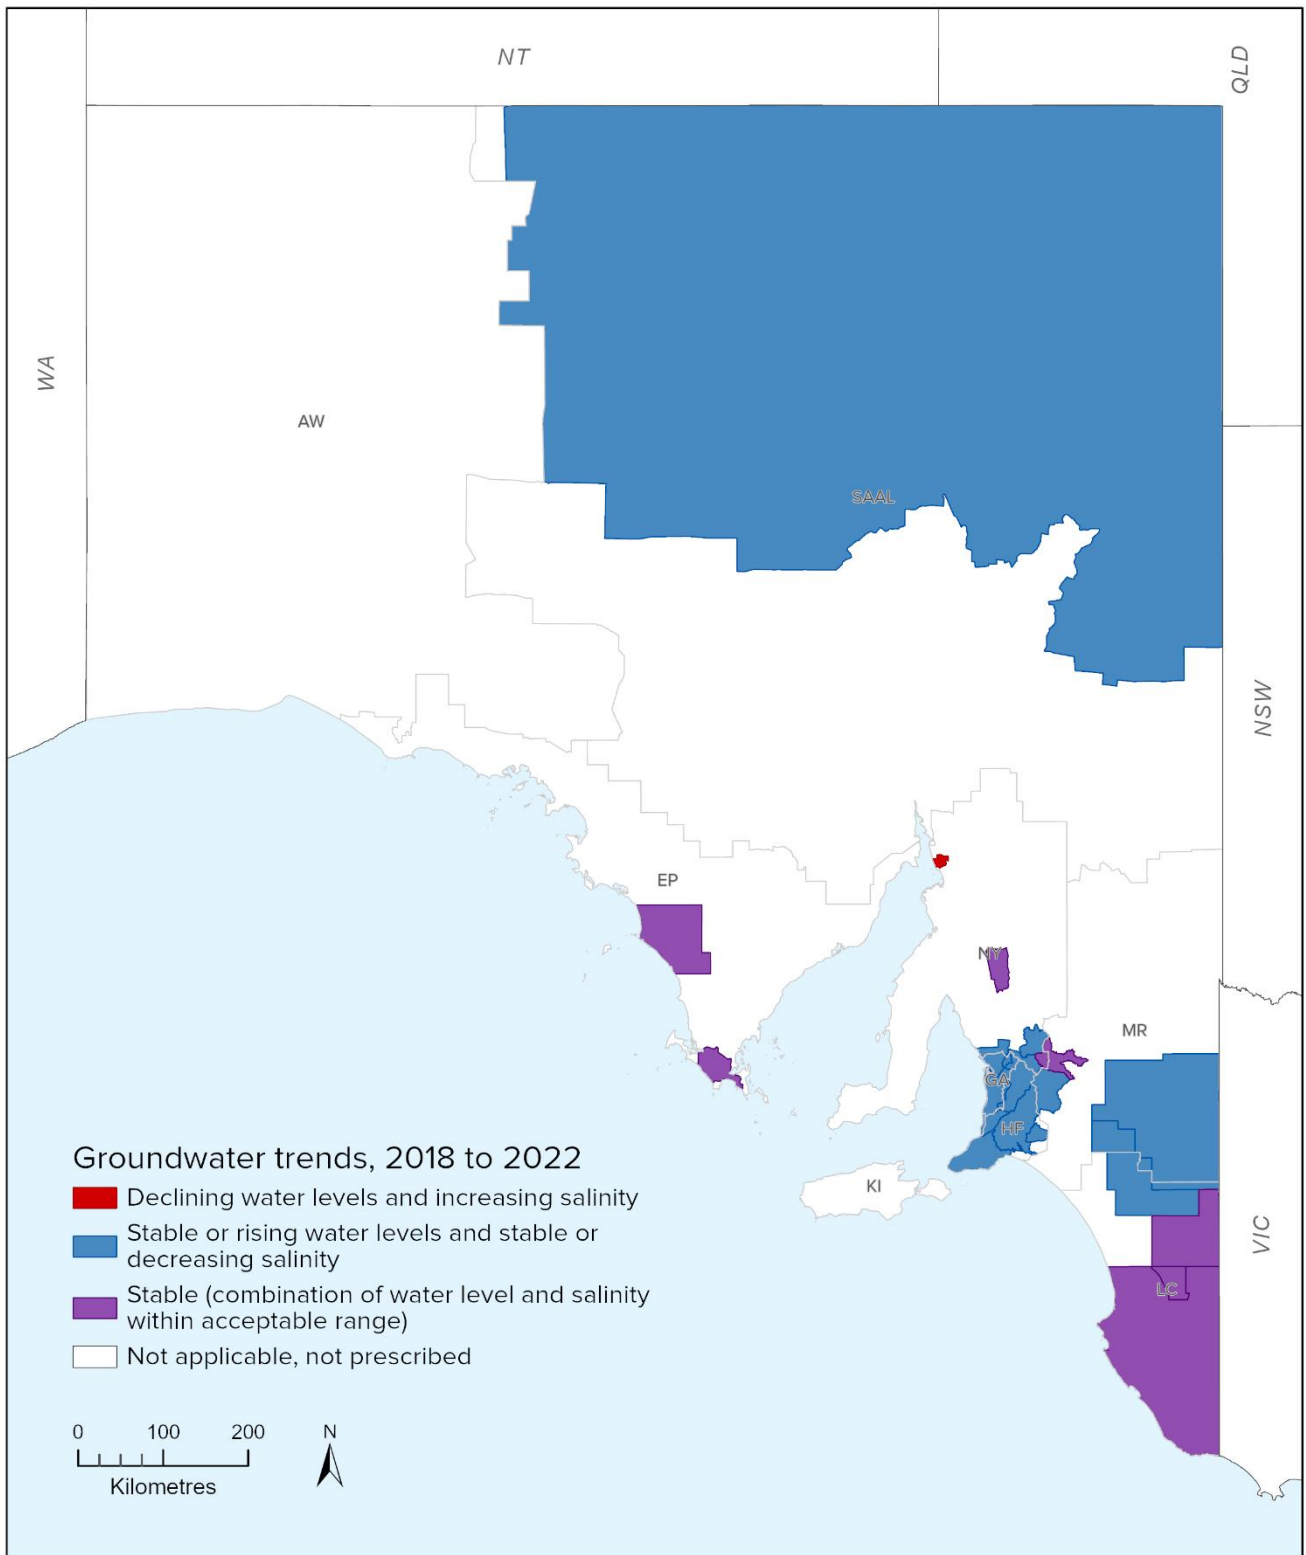 NT
QLD
WA
AW
SAAL
NSW
EP
NY
MR
GA
HF
KI
VIC
LC
Groundwater trends, 2018 to 2022
Declining water levels and increasing salinity
Stable or rising water levels and stable or
decreasing salinity
Stable (combination of water level and salinity
within acceptable range)
Not applicable, not prescribed
0 100 200
N
Kilometres